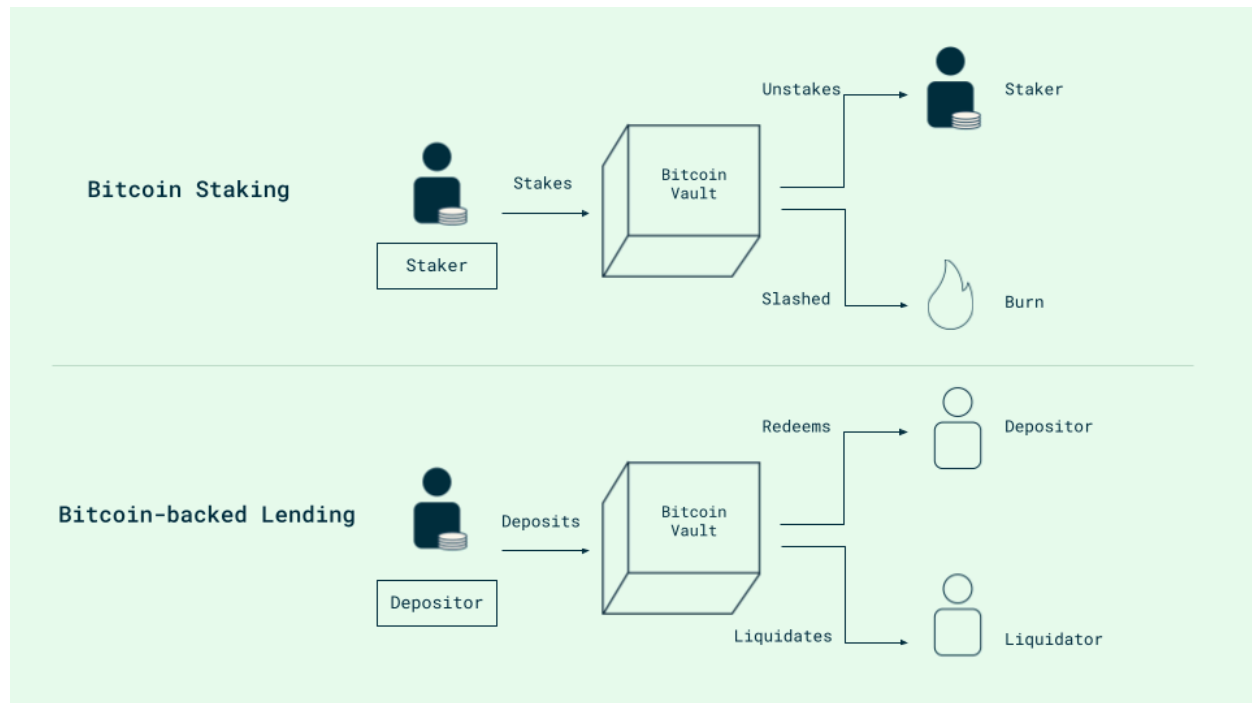 Bitcoin Staking
Staker
Stakes
Bitcoin
Vault
Unstakes
Staker
Slashed
Burn
Bitcoin-backed Lending
Depositor
Deposits
Bitcoin
Vault
Redeems
Depositor
Liquidates
Liquidator